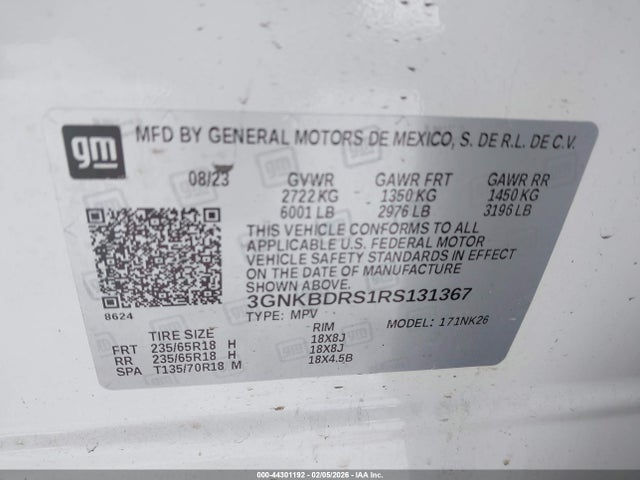 gm MFD BY GENERAL MOTORS DE MEXICO, S. DE R.L. DE C.V.
08/23 GVWR GAWR FRT GAWR RR
2722 KG 1350 KG 1450 KG
6001 LB 2976 LB 3196 LB
THIS VEHICLE CONFORMS TO ALL
APPLICABLE U.S. FEDERAL MOTOR
VEHICLE SAFETY STANDARDS IN EFFECT
ON THE DATE OF MANUFACTURE
SHOWN ABOVE.
3GNKBDRS1RS131367
8624 TYPE: MPV MODEL: 171NK26
TIRE SIZE RIM
FRT 235/65R18 H 18X8J
RR 235/65R18 H 18X8J
SPA T135/70R18 M 18X4.5B
000-44301192 - 02/05/2026 - IAAI.com